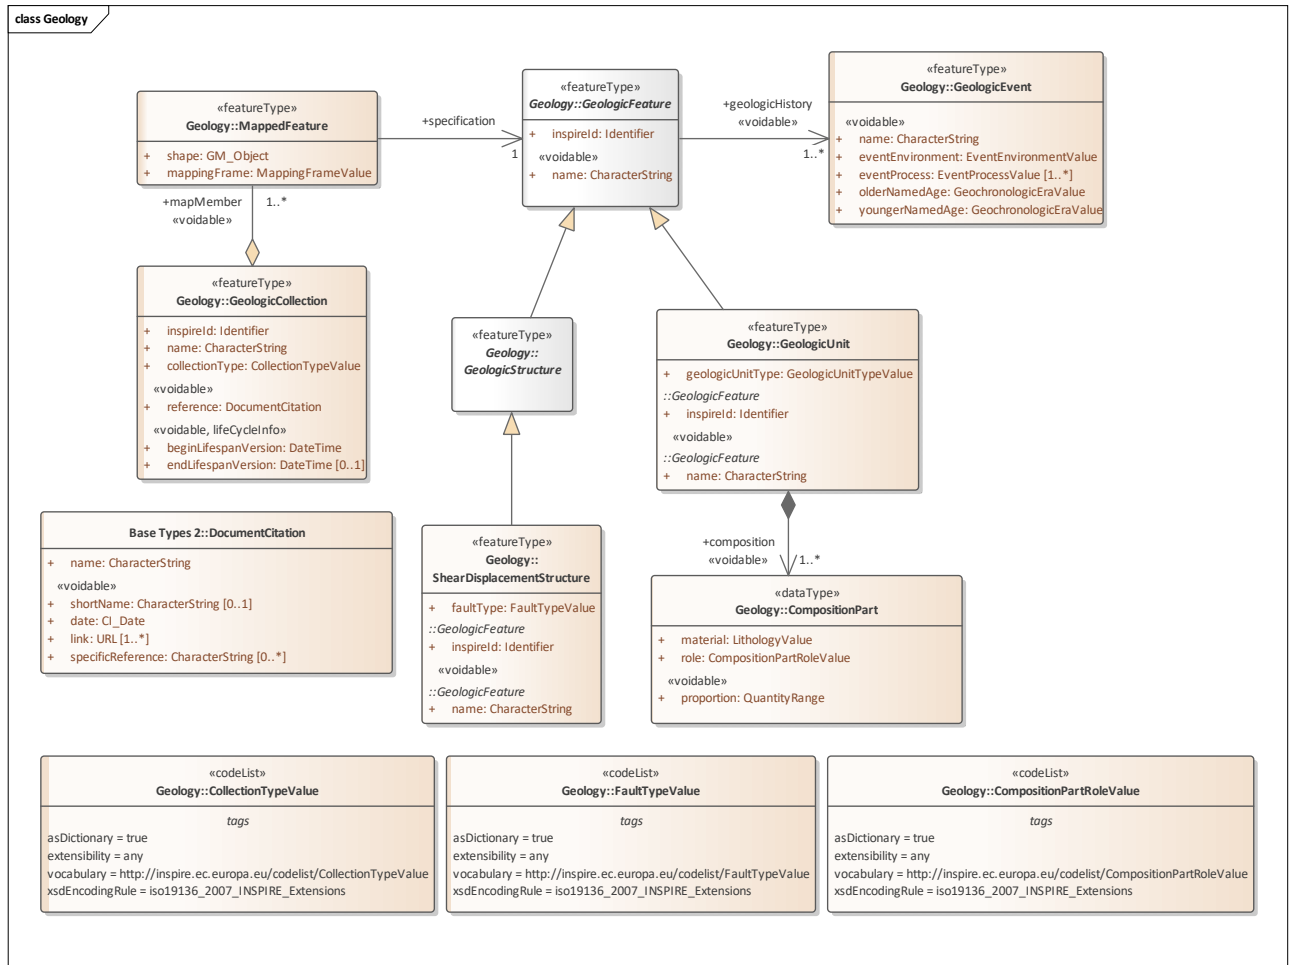 class Geology
«featureType»
Geology::MappedFeature
+ shape: GM_Object
+ mappingFrame: MappingFrameValue
+specification
1
«featureType»
Geology::GeologicFeature
+ inspireId: Identifier
«voidable»
+ name: CharacterString
+geologicHistory
«voidable»
1..*
«featureType»
Geology::GeologicEvent
«voidable»
+ name: CharacterString
+ eventEnvironment: EventEnvironmentValue
+ eventProcess: EventProcessValue [1..*]
+ olderNamedAge: GeochronologicEraValue
+ youngerNamedAge: GeochronologicEraValue
+mapMember
«voidable»
1..*
«featureType»
Geology::GeologicCollection
+ inspireId: Identifier
+ name: CharacterString
+ collectionType: CollectionTypeValue
«voidable»
+ reference: DocumentCitation
«voidable, lifeCycleInfo»
+ beginLifespanVersion: DateTime
+ endLifespanVersion: DateTime [0..1]
«featureType»
Geology::
GeologicStructure
«featureType»
Geology::GeologicUnit
+ geologicUnitType: GeologicUnitTypeValue
::GeologicFeature
+ inspireId: Identifier
«voidable»
::GeologicFeature
+ name: CharacterString
Base Types 2::DocumentCitation
+ name: CharacterString
«voidable»
+ shortName: CharacterString [0..1]
+ date: CI_Date
+ link: URL [1..*]
+ specificReference: CharacterString [0..*]
«featureType»
Geology::
ShearDisplacementStructure
+ faultType: FaultTypeValue
::GeologicFeature
+ inspireId: Identifier
«voidable»
::GeologicFeature
+ name: CharacterString
+composition
«voidable»
1..*
«dataType»
Geology::CompositionPart
+ material: LithologyValue
+ role: CompositionPartRoleValue
«voidable»
+ proportion: QuantityRange
«codeList»
Geology::CollectionTypeValue
tags
asDictionary = true
extensibility = any
vocabulary = http://inspire.ec.europa.eu/codelist/CollectionTypeValue
xsdEncodingRule = iso19136_2007_INSPIRE_Extensions
«codeList»
Geology::FaultTypeValue
tags
asDictionary = true
extensibility = any
vocabulary = http://inspire.ec.europa.eu/codelist/FaultTypeValue
xsdEncodingRule = iso19136_2007_INSPIRE_Extensions
«codeList»
Geology::CompositionPartRoleValue
tags
asDictionary = true
extensibility = any
vocabulary = http://inspire.ec.europa.eu/codelist/CompositionPartRoleValue
xsdEncodingRule = iso19136_2007_INSPIRE_Extensions